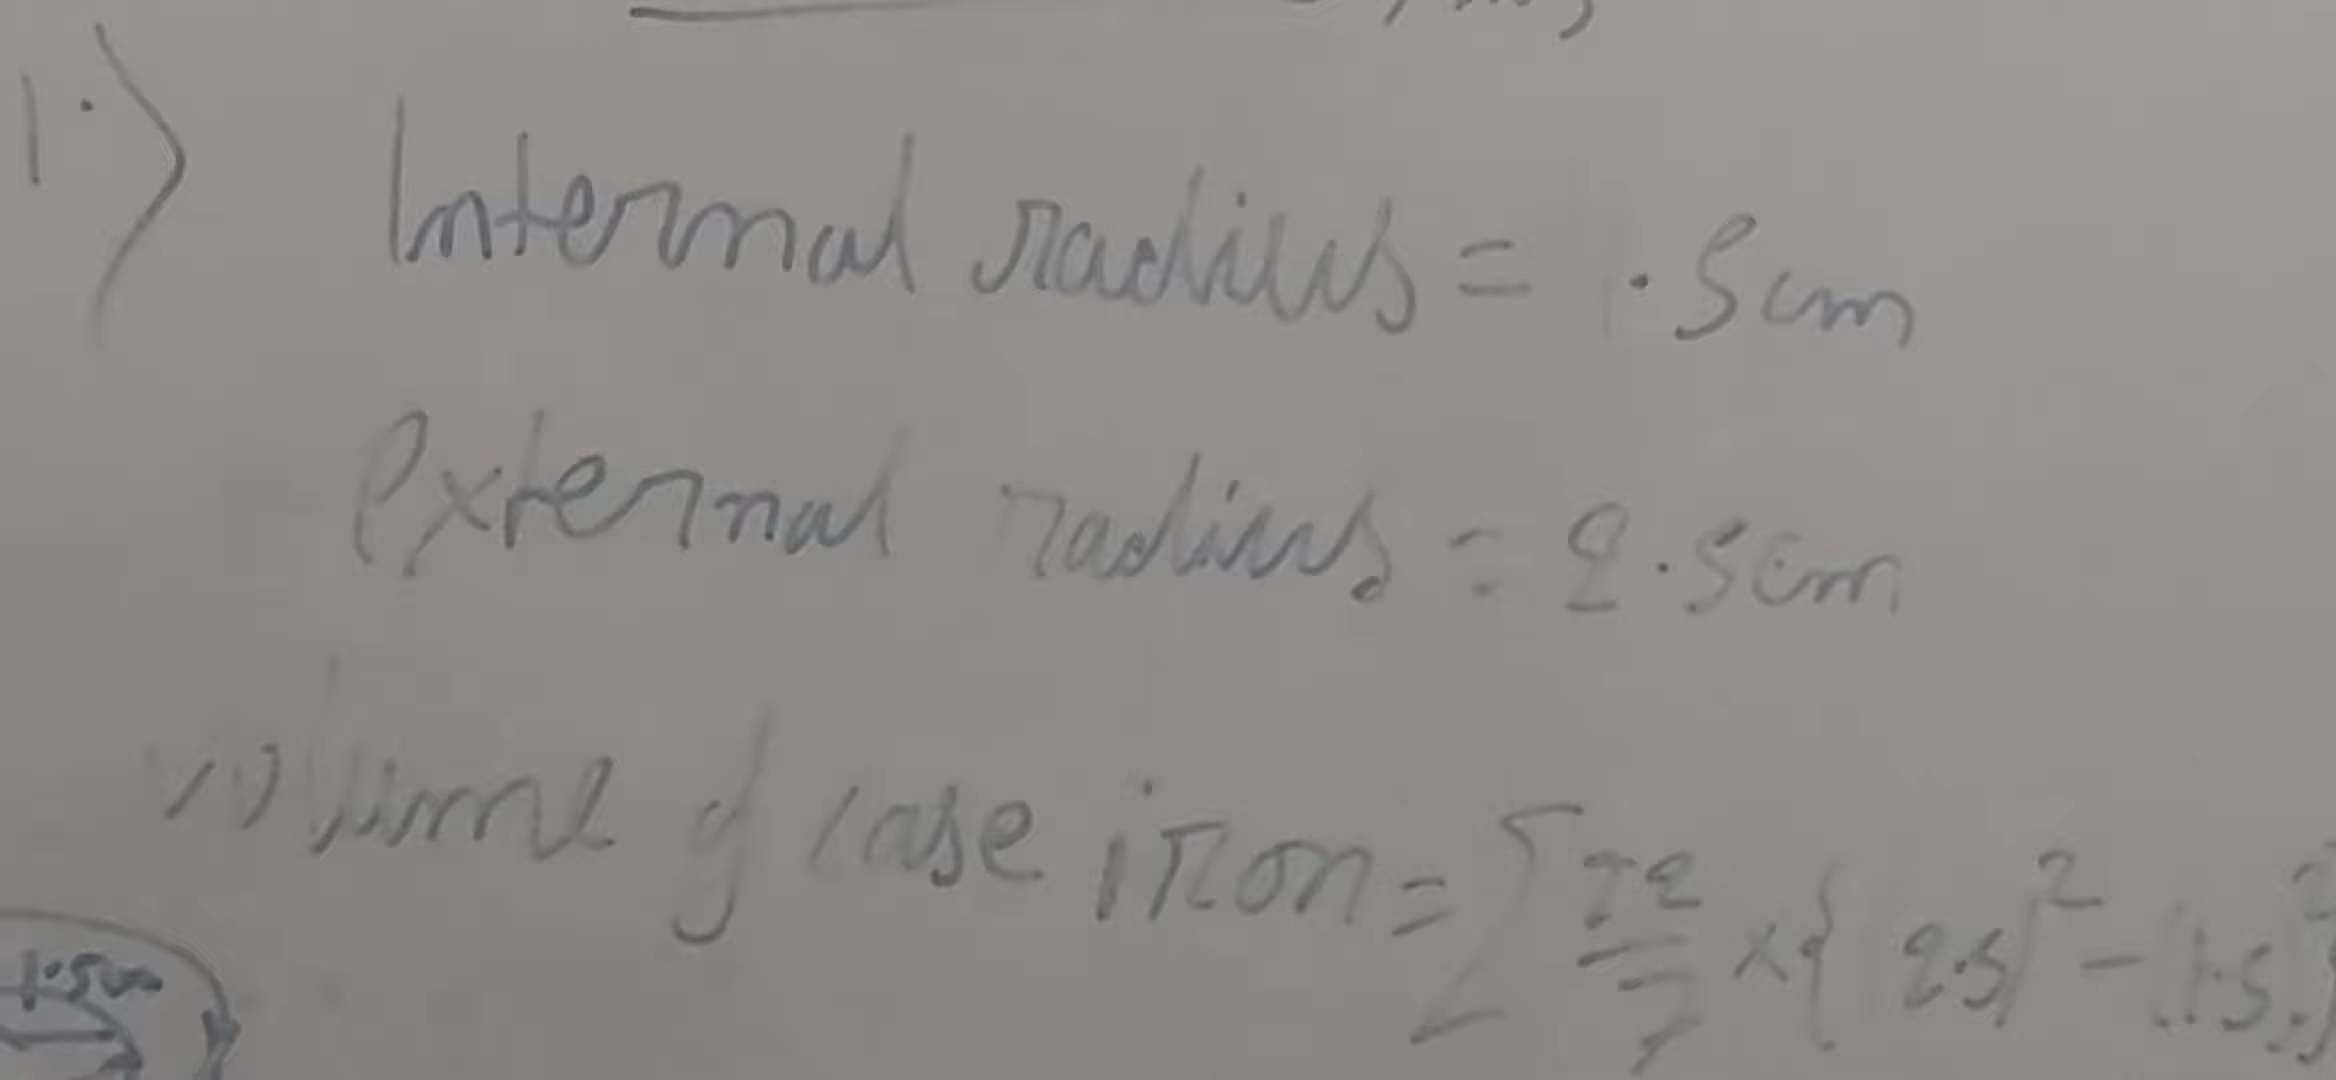 1.)
Internal radius = 1.5cm
External radius = 2.5cm
Volume of case iron = [22/7 × {(2.5)² - (1.5)²
1.5cm